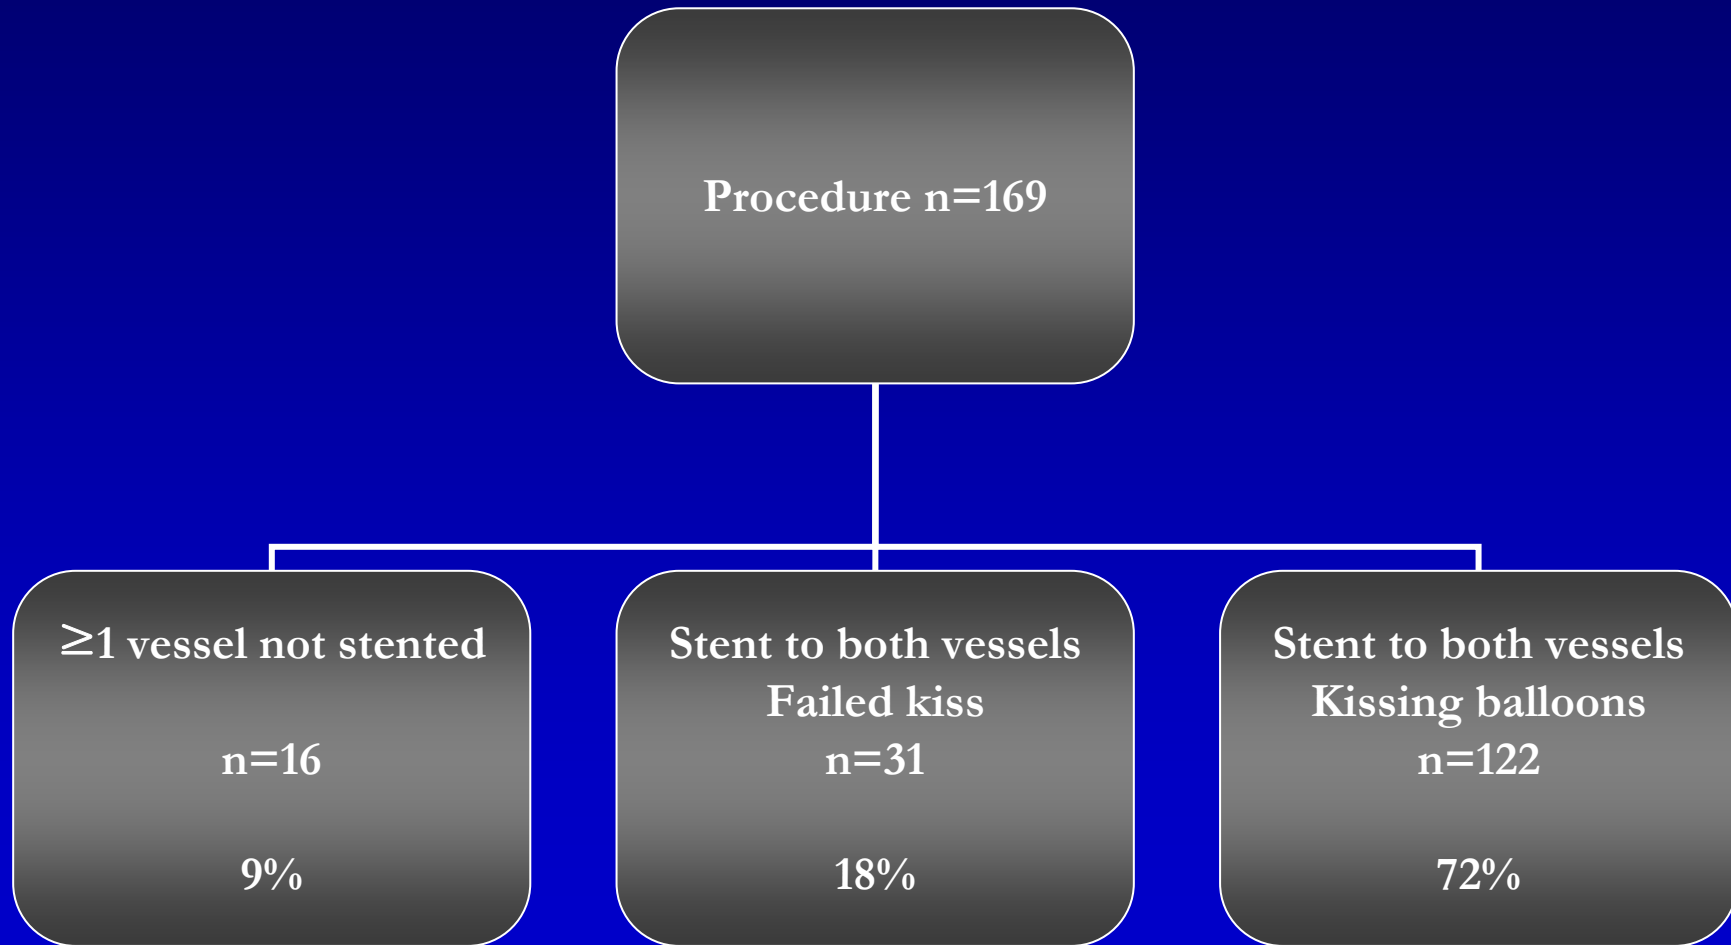 Procedure n=169
≥1 vessel not stented
n=16
9%
Stent to both vessels
Failed kiss
n=31
18%
Stent to both vessels
Kissing balloons
n=122
72%